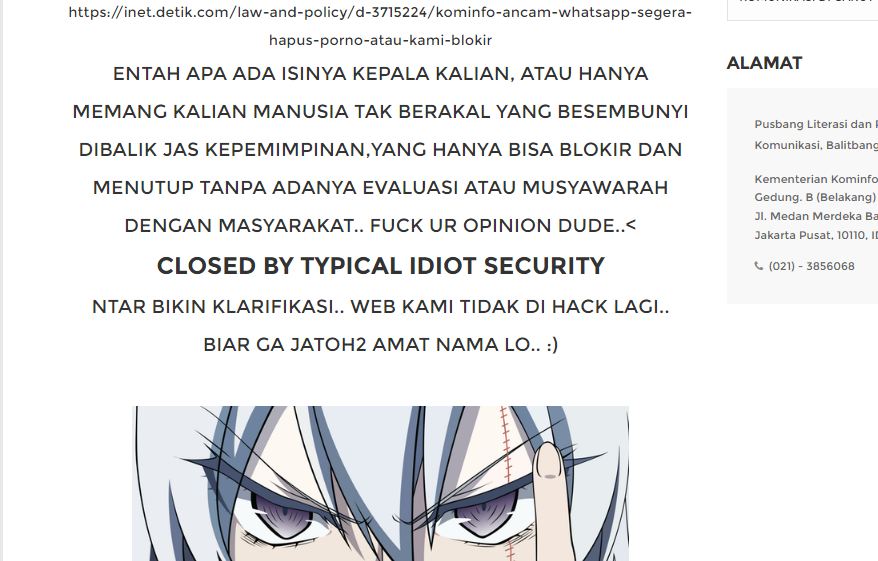 https://inet.detik.com/law-and-policy/d-3715224/kominfo-ancam-whatsapp-segera-
hapus-porno-atau-kami-blokir
ENTAH APA ADA ISINYA KEPALA KALIAN, ATAU HANYA
MEMANG KALIAN MANUSIA TAK BERAKAL YANG BESEMBUNYI
DIBALIK JAS KEPEMIMPINAN,YANG HANYA BISA BLOKIR DAN
MENUTUP TANPA ADANYA EVALUASI ATAU MUSYAWARAH
DENGAN MASYARAKAT.. FUCK UR OPINION DUDE..<
CLOSED BY TYPICAL IDIOT SECURITY
NTAR BIKIN KLARIFIKASI.. WEB KAMI TIDAK DI HACK LAGI..
BIAR GA JATOH2 AMAT NAMA LO.. :)
ALAMAT
Pusbang Literasi dan
Komunikasi, Balitbang
Kementerian Kominfo
Gedung. B (Belakang)
Jl. Medan Merdeka Ba
Jakarta Pusat, 10110,
(021) - 3856068